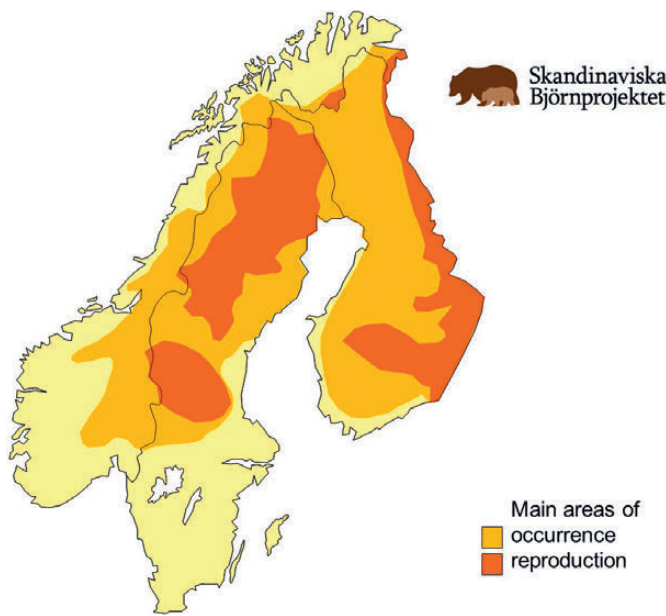 Skandinaviska
Björnprojektet
Main areas of
occurrence
reproduction